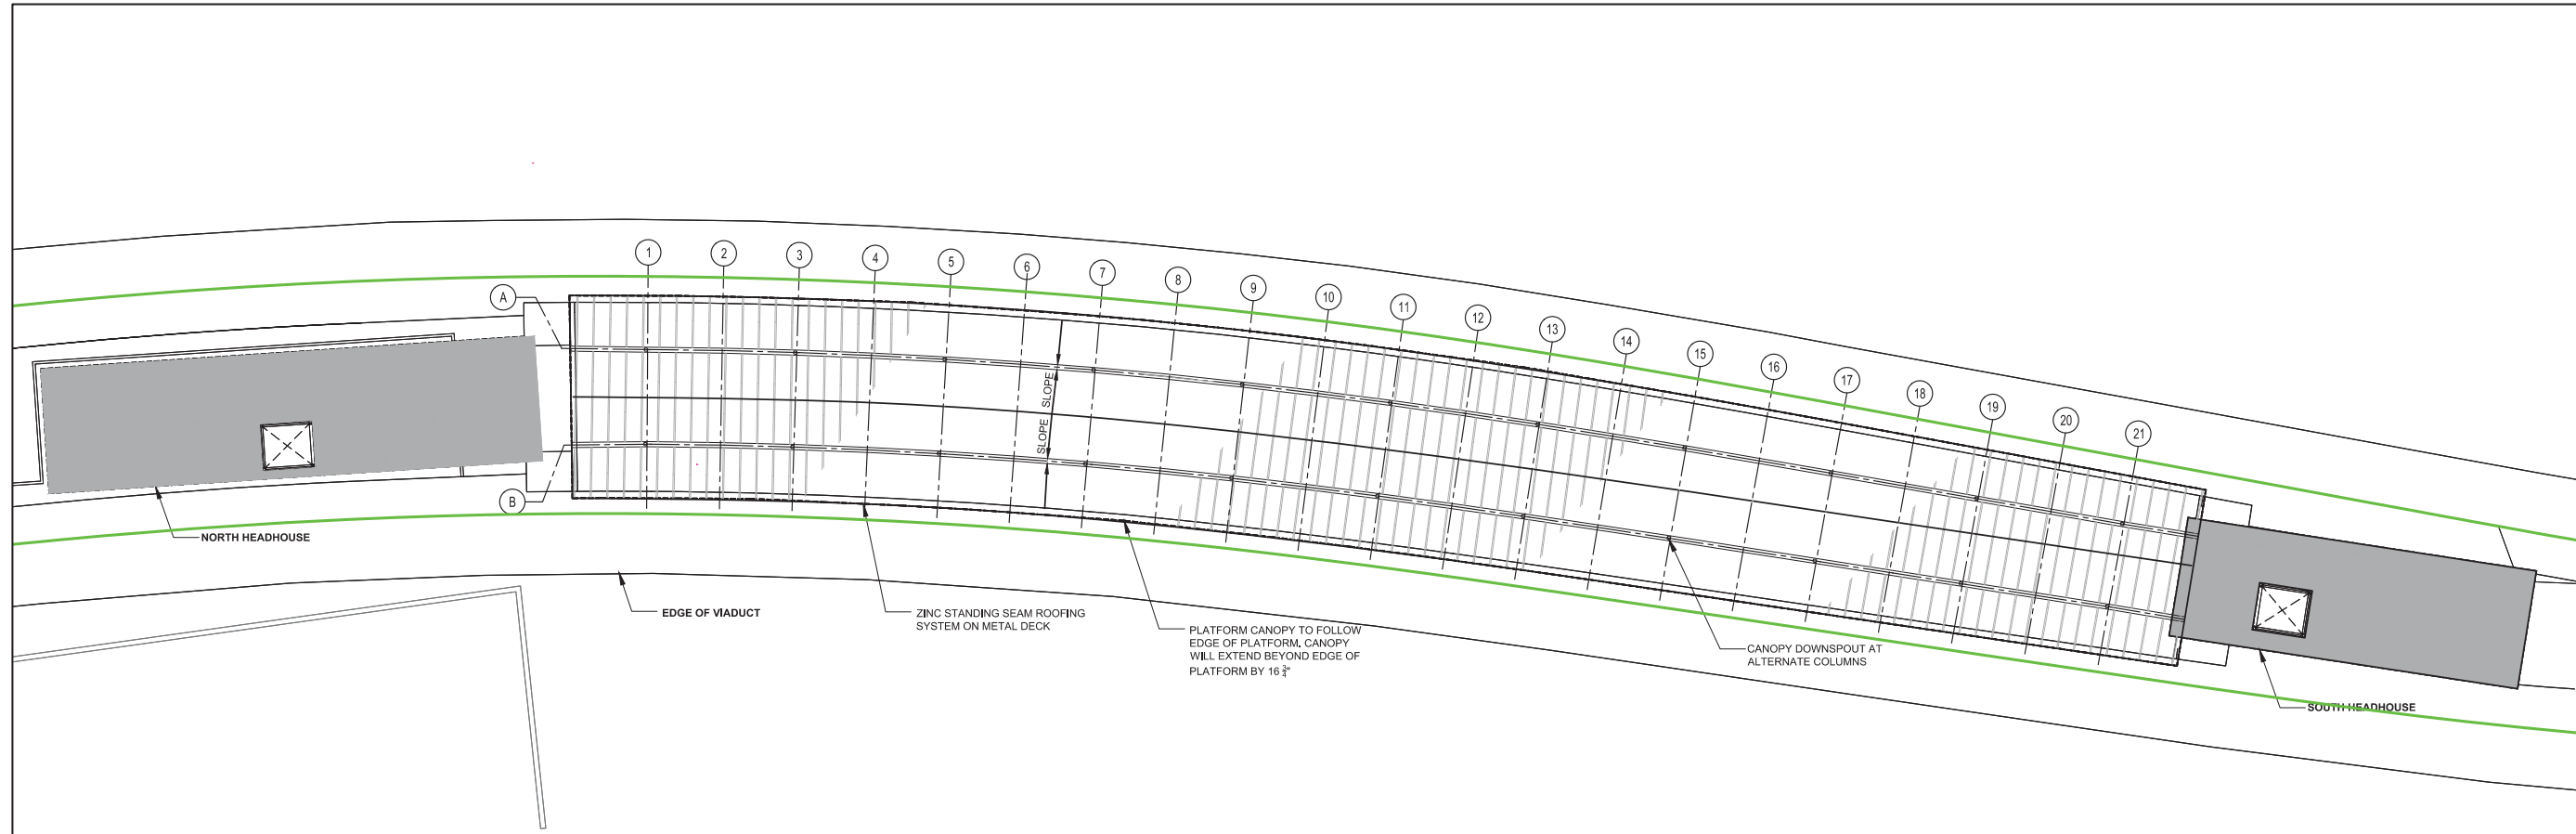 1
2
3
4
5
6
7
8
9
10
11
12
13
14
15
16
17
18
19
20
21
A
B
SLOPE
SLOPE
NORTH HEADHOUSE
EDGE OF VIADUCT
ZINC STANDING SEAM ROOFING
SYSTEM ON METAL DECK
PLATFORM CANOPY TO FOLLOW
EDGE OF PLATFORM. CANOPY
WILL EXTEND BEYOND EDGE OF
PLATFORM BY 16 3/4"
CANOPY DOWNSPOUT AT
ALTERNATE COLUMNS
SOUTH HEADHOUSE